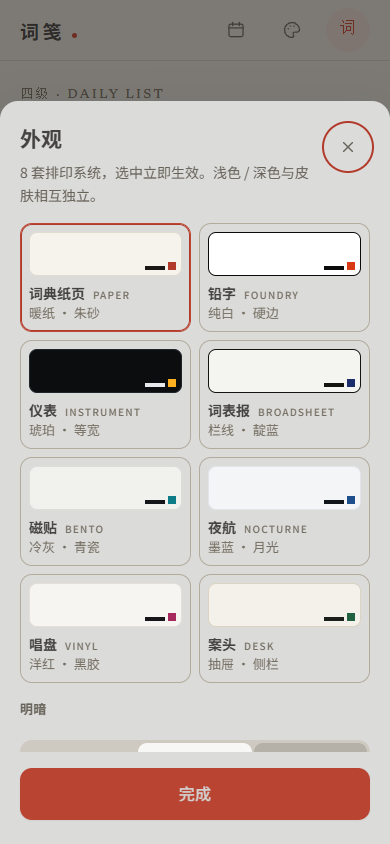 词笺
词
四级 · DAILY LIST
外观
8 套排印系统，选中立即生效。浅色 / 深色与皮
肤相互独立。
词典纸页 PAPER
暖纸 · 朱砂
铅字 FOUNDRY
纯白 · 硬边
仪表 INSTRUMENT
琥珀 · 等宽
词表报 BROADSHEET
栏线 · 靛蓝
磁贴 BENTO
冷灰 · 青瓷
夜航 NOCTURNE
墨蓝 · 月光
唱盘 VINYL
洋红 · 黑胶
案头 DESK
抽屉 · 侧栏
明暗
完成